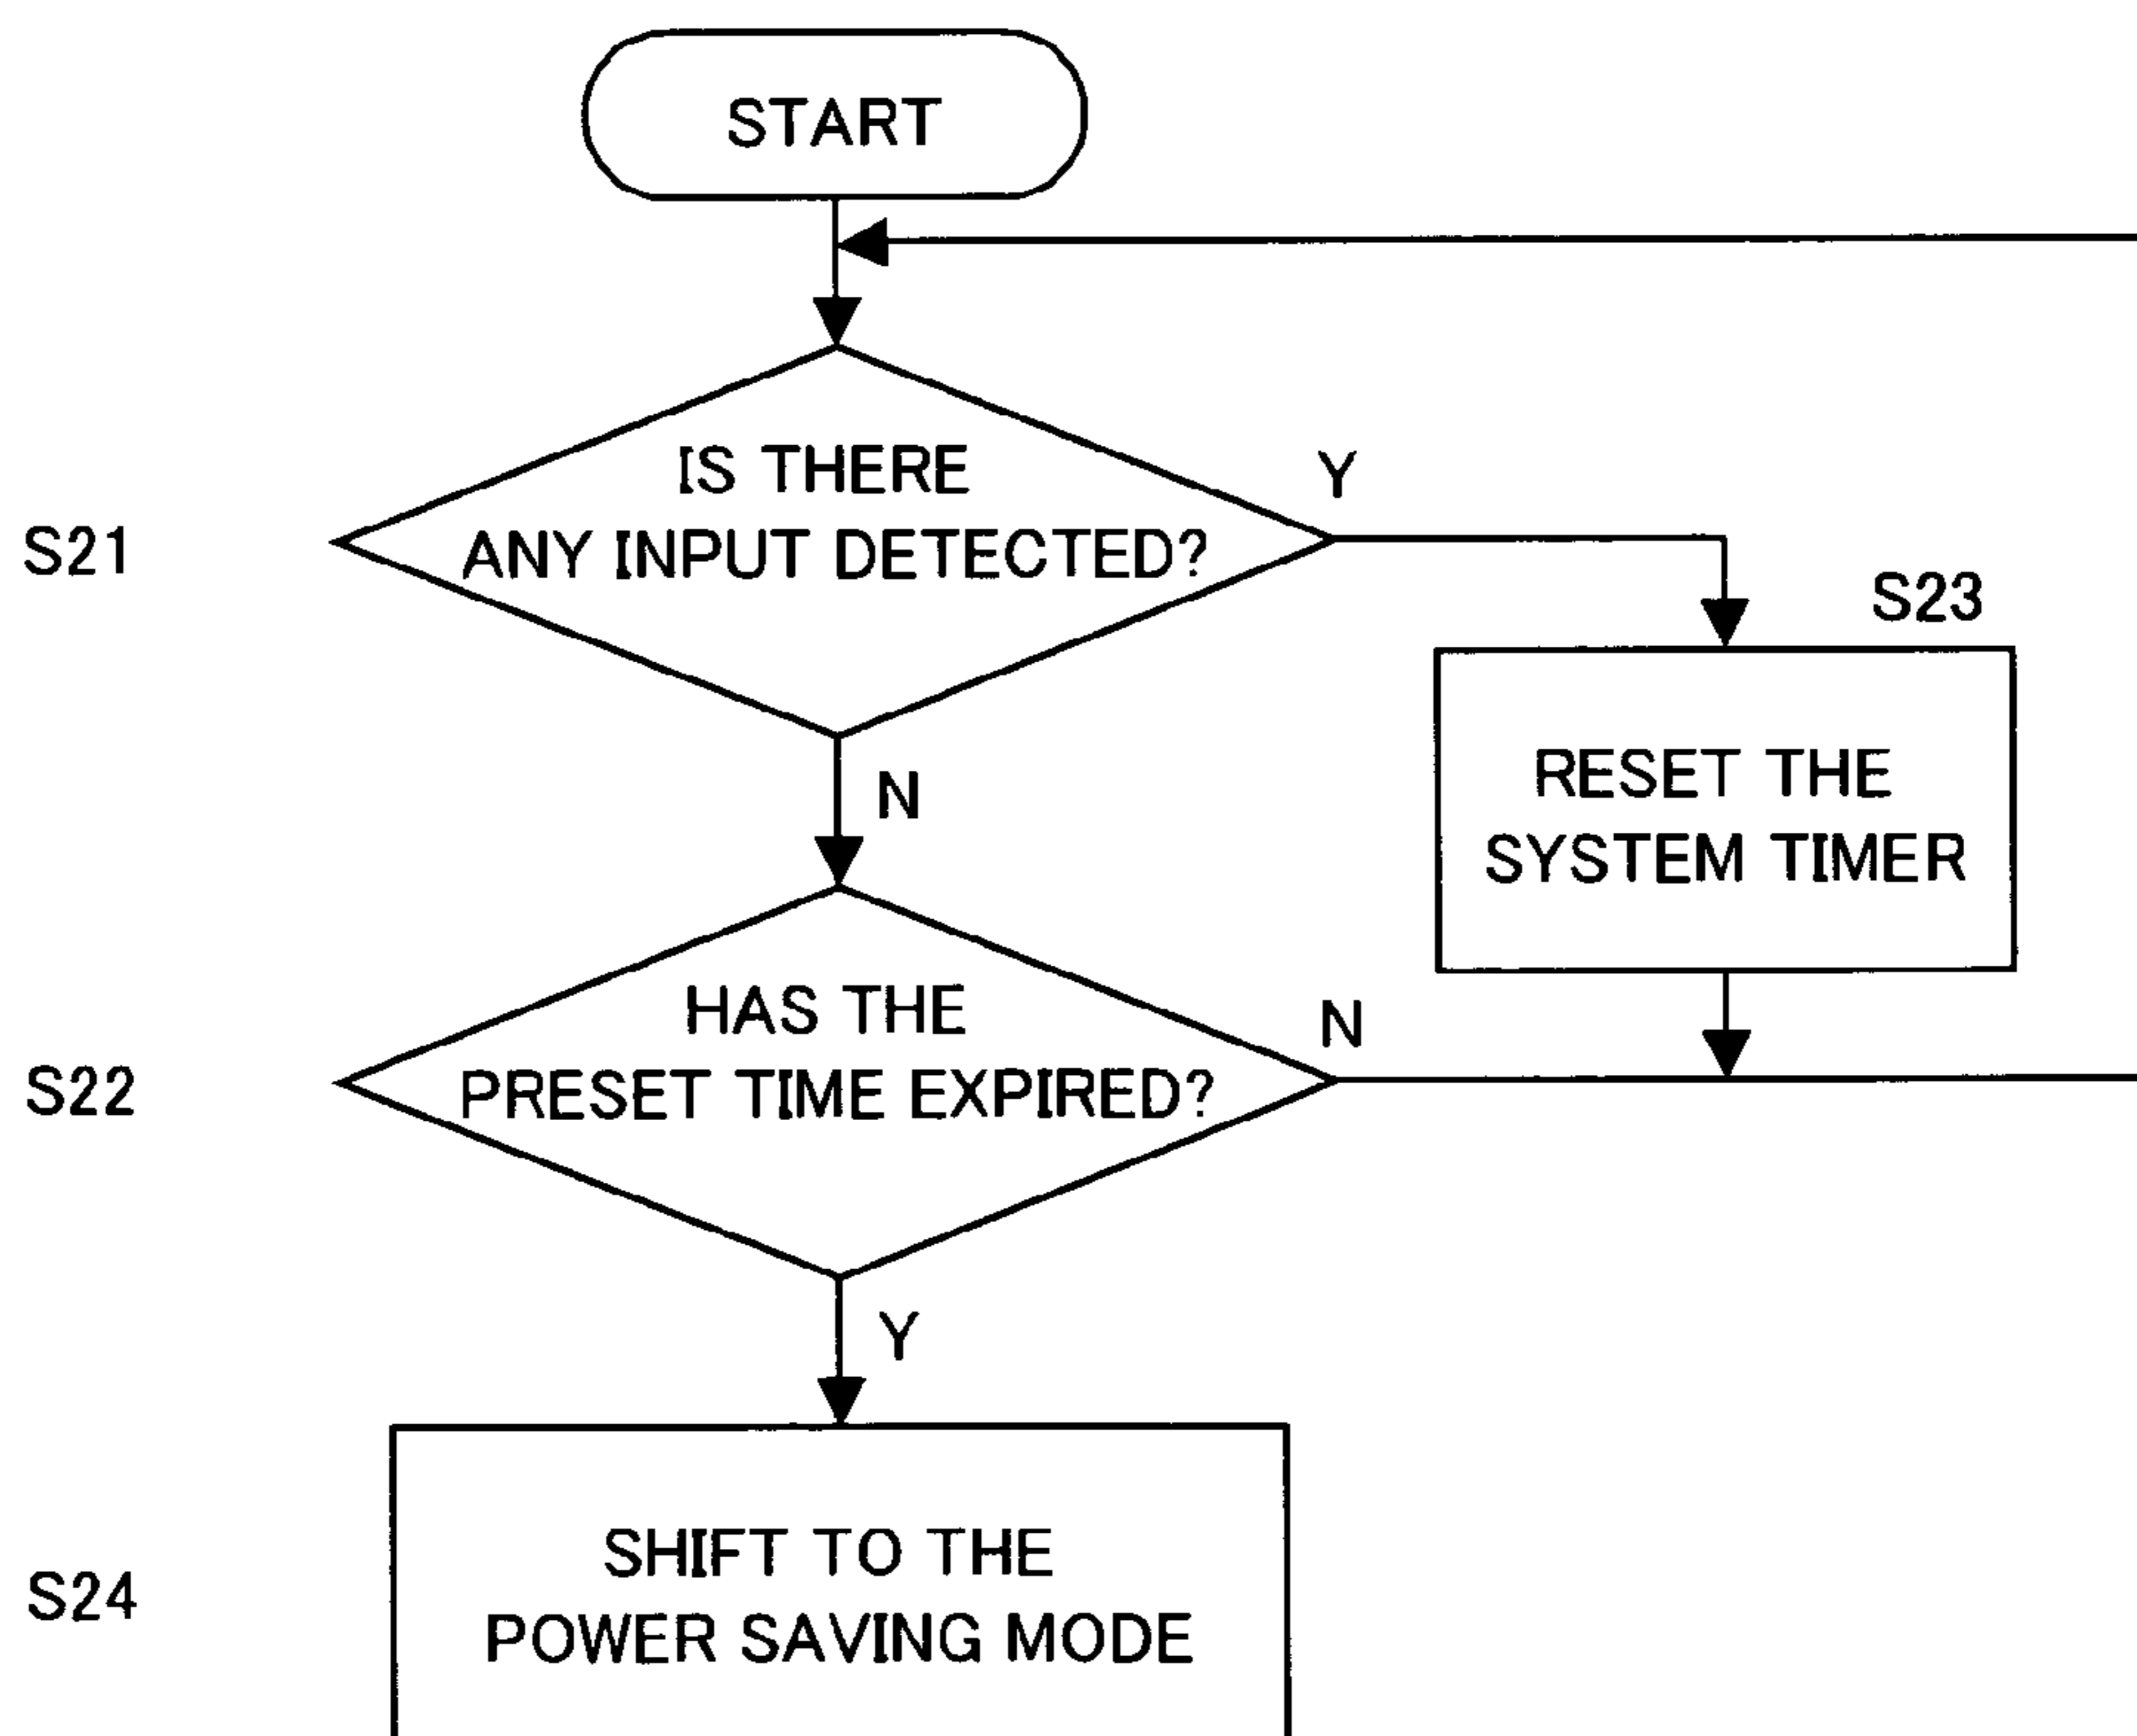 START
IS THERE
ANY INPUT DETECTED?
Y
S21
S23
RESET THE
SYSTEM TIMER
N
HAS THE
PRESET TIME EXPIRED?
N
S22
Y
SHIFT TO THE
POWER SAVING MODE
S24